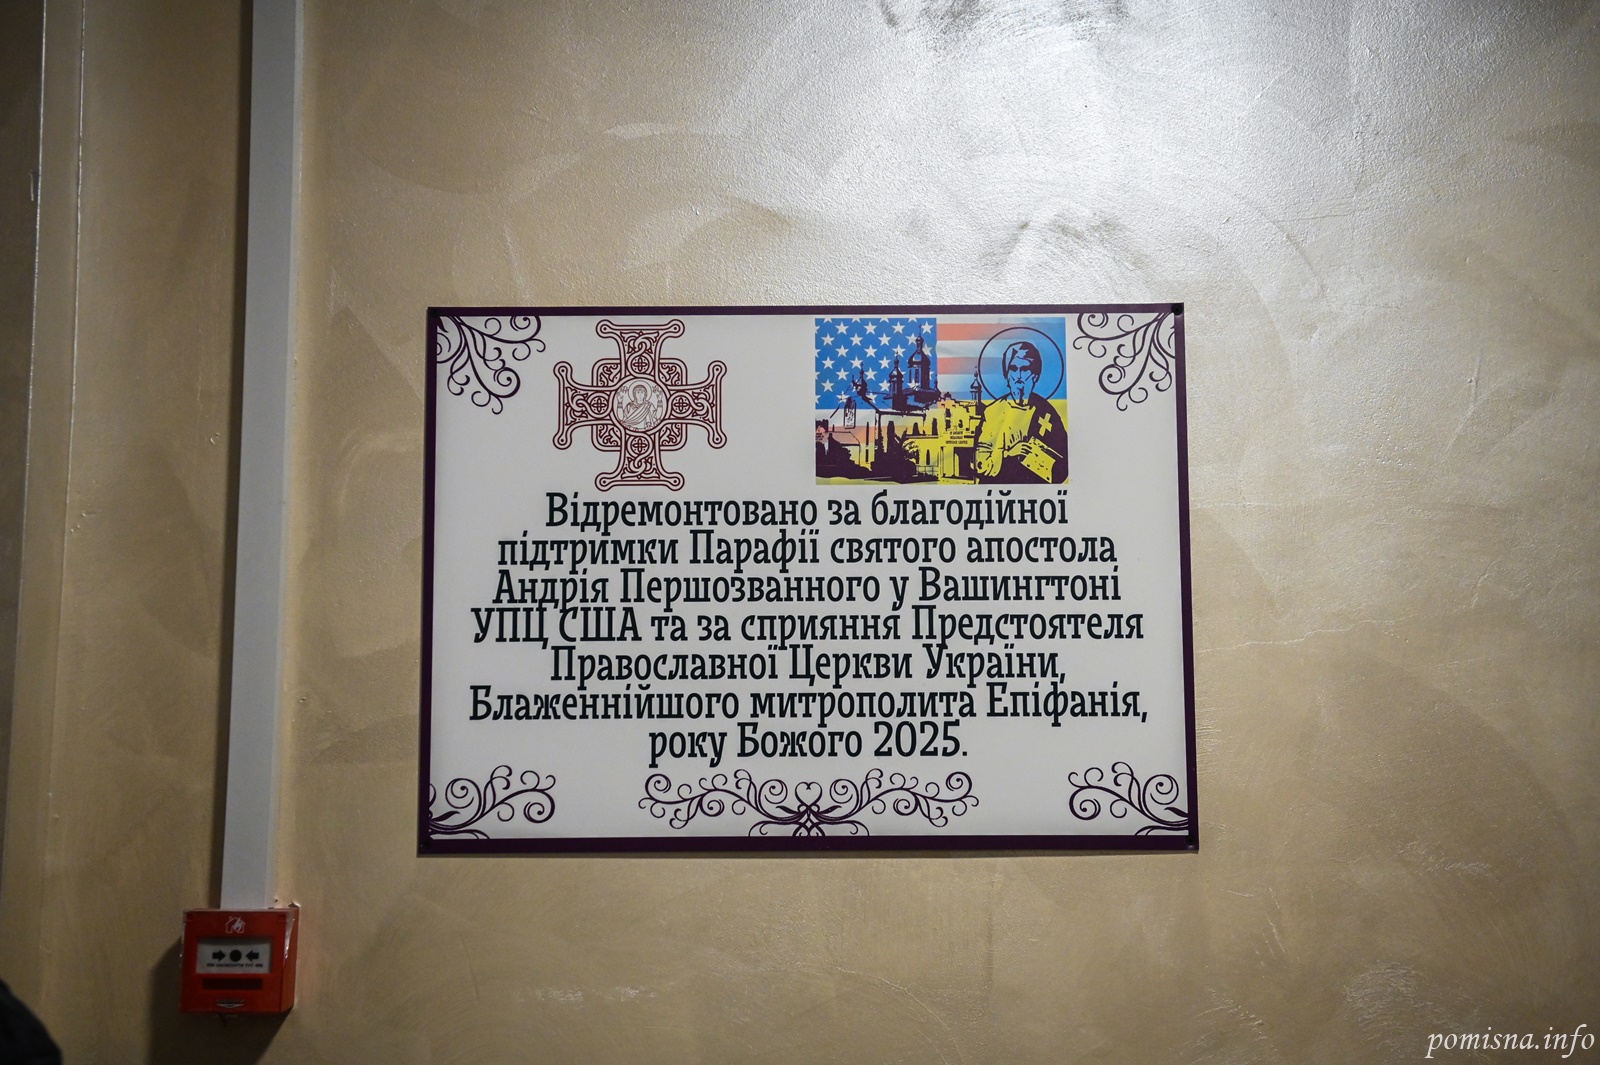 Відремонтовано за благодійної
підтримки Парафії святого апостола
Андрія Першозванного у Вашингтоні
УПЦ США та за сприяння Предстоятеля
Православної Церкви України,
Блаженнійшого митрополита Епіфанія,
року Божого 2025.
pomisna.info